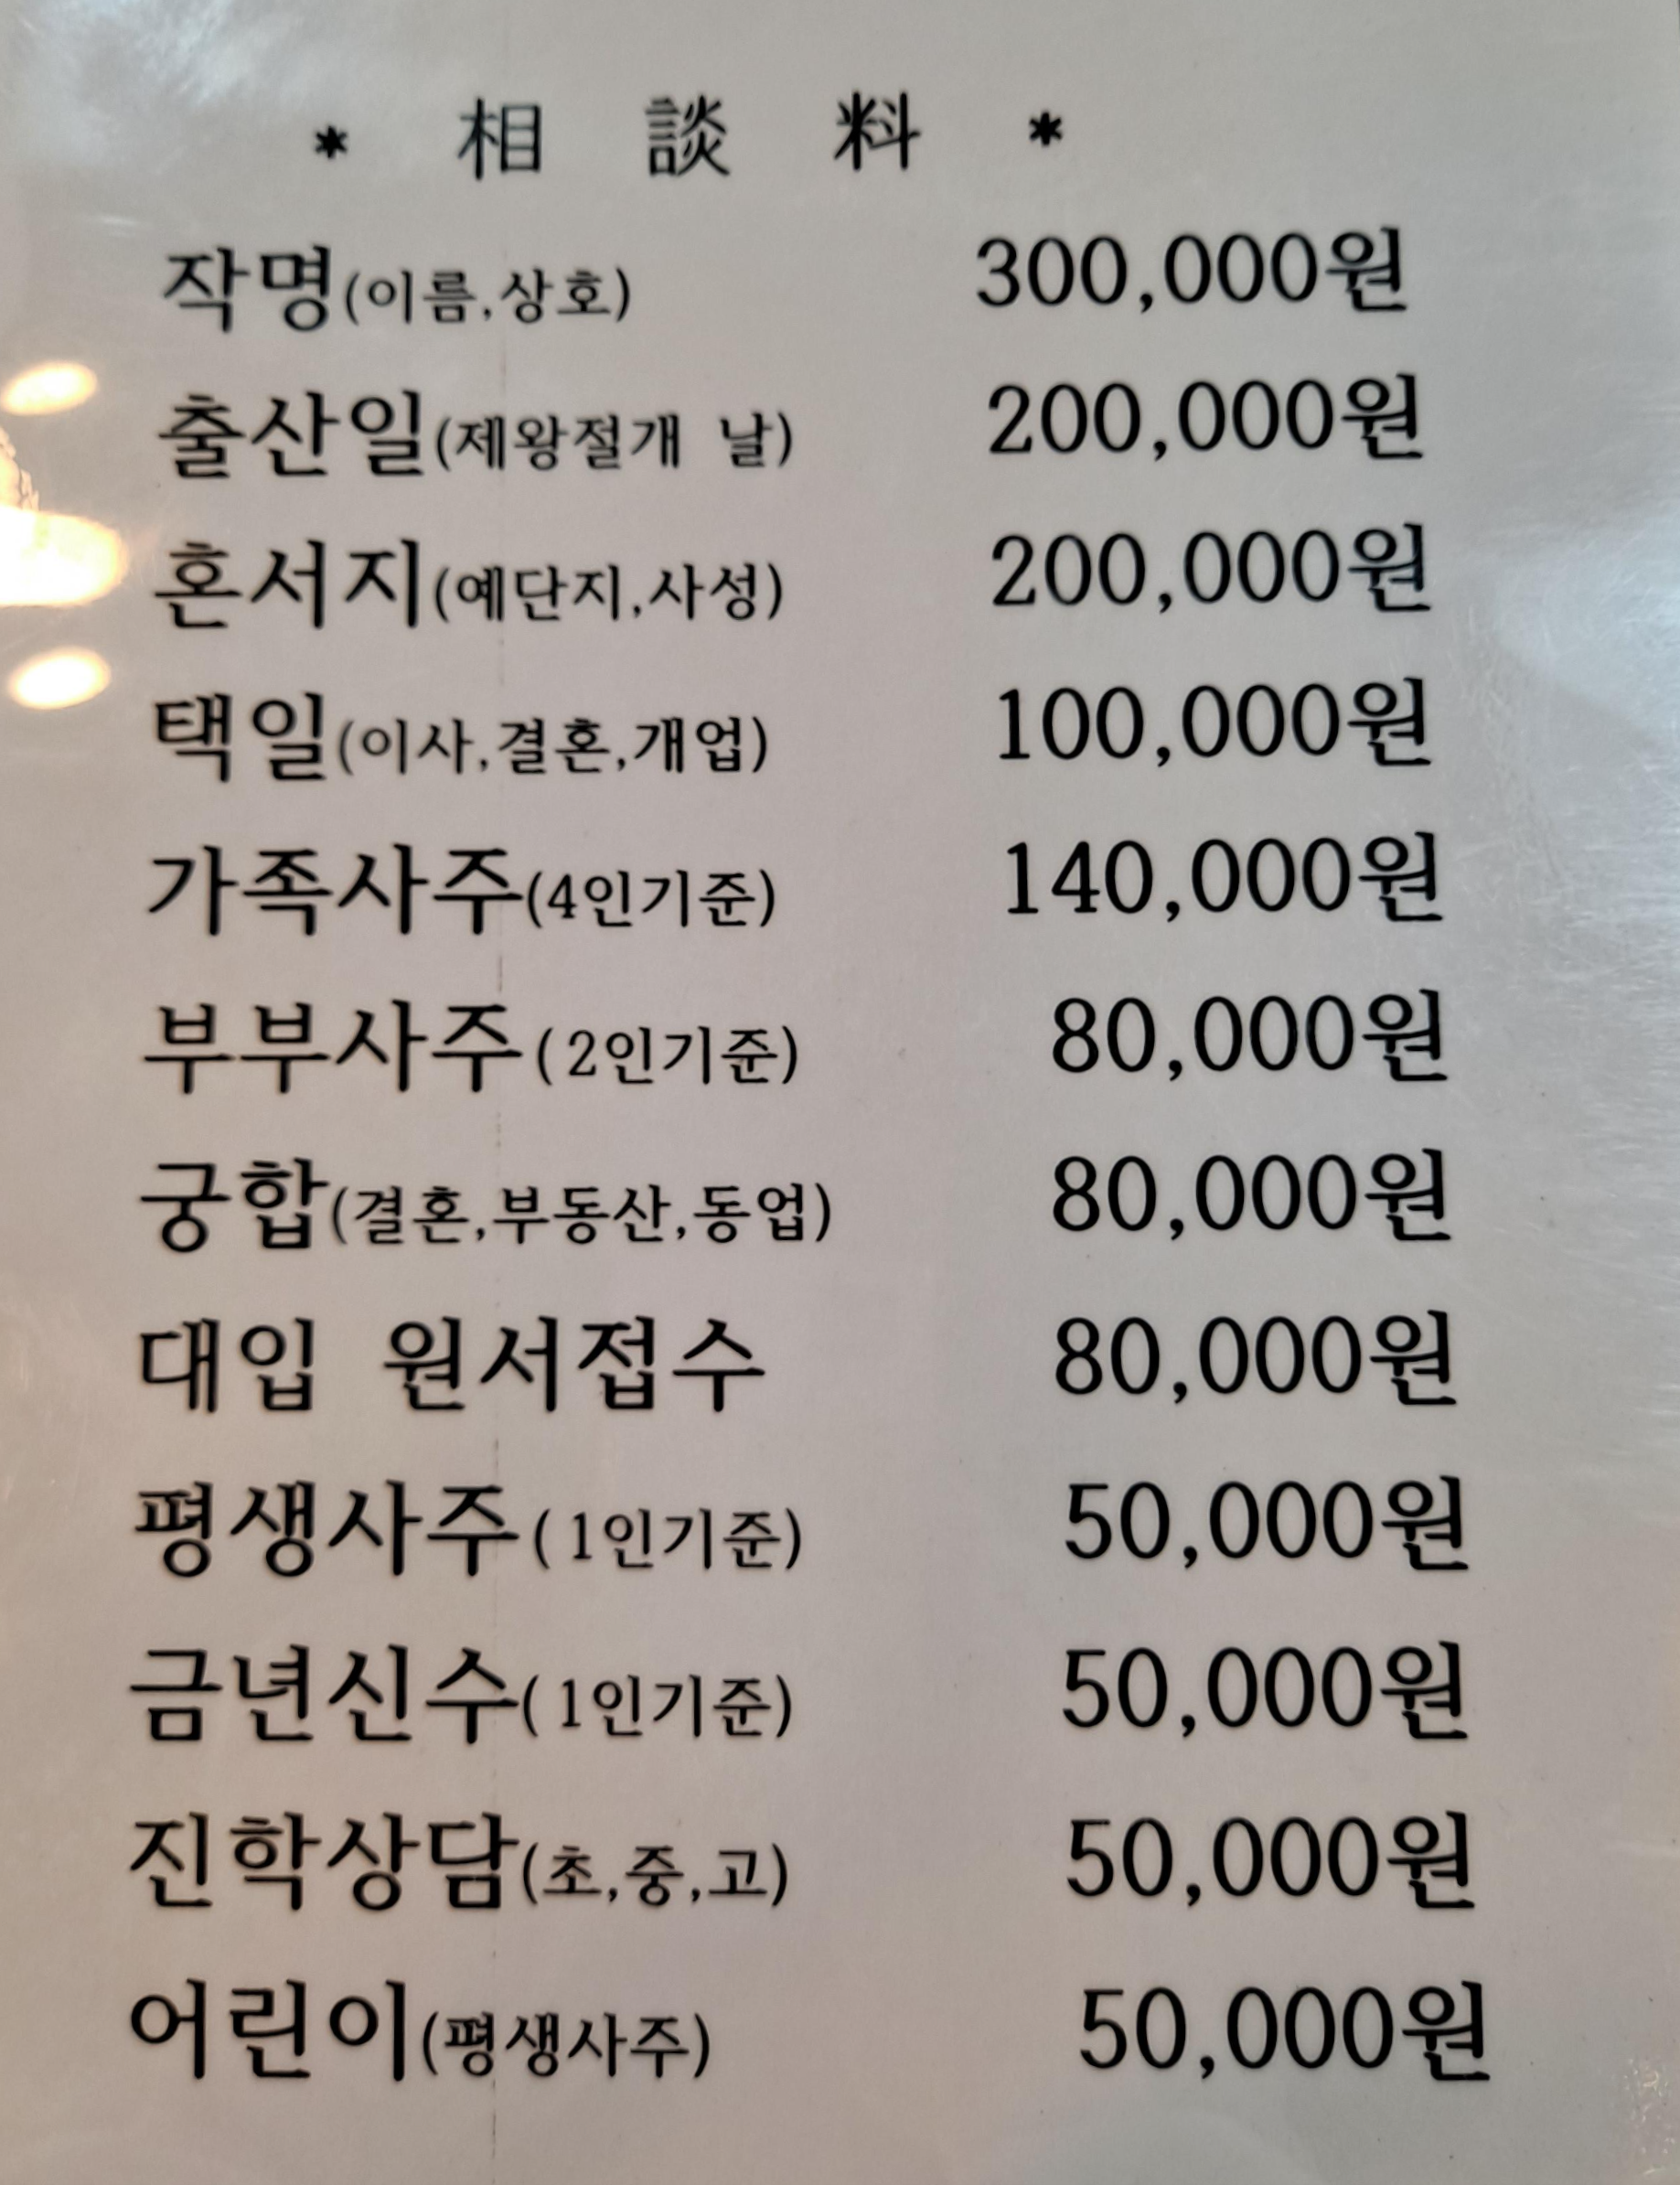 * 相 談 料 *
작명(이름,상호) 300,000원
출산일(제왕절개 날) 200,000원
혼서지(예단지,사성) 200,000원
택일(이사,결혼,개업) 100,000원
가족사주(4인기준) 140,000원
부부사주(2인기준) 80,000원
궁합(결혼,부동산,동업) 80,000원
대입 원서접수 80,000원
평생사주(1인기준) 50,000원
금년신수(1인기준) 50,000원
진학상담(초,중,고) 50,000원
어린이(평생사주) 50,000원